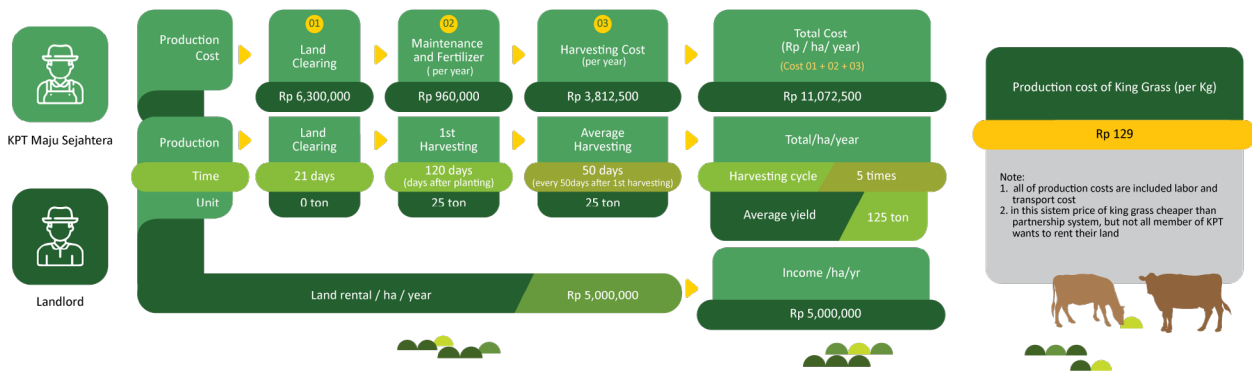 KPT Maju Sejahtera
Landlord
Production
Cost
01
Land
Clearing
Rp 6,300,000
02
Maintenance
and Fertilizer
( per year)
Rp 960,000
03
Harvesting Cost
(per year)
Rp 3,812,500
Total Cost
(Rp / ha/ year)
(Cost 01 + 02 + 03)
Rp 11,072,500
Production
Time
Unit
Land
Clearing
21 days
0 ton
1st
Harvesting
120 days
(days after planting)
25 ton
Average
Harvesting
50 days
(every 50days after 1st harvesting)
25 ton
Total/ha/year
Harvesting cycle
5 times
Average yield
125 ton
Land rental / ha / year
Rp 5,000,000
Income /ha/yr
Rp 5,000,000
Production cost of King Grass (per Kg)
Rp 129
Note:
1. all of production costs are included labor and
transport cost
2. in this sistem price of king grass cheaper than
partnership system, but not all member of KPT
wants to rent their land